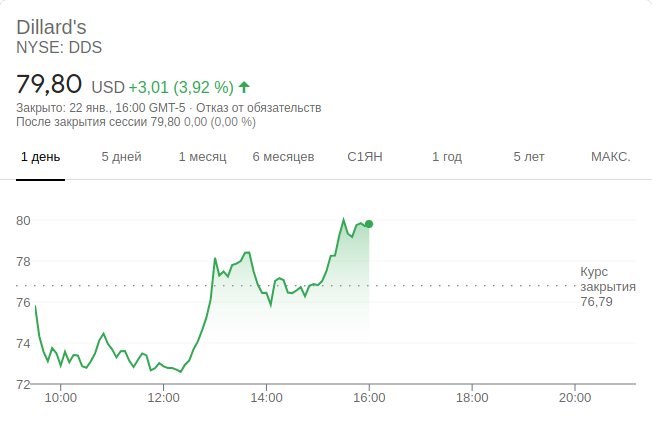 Dillard's
NYSE: DDS
79,80 USD +3,01 (3,92 %)
Закрыто: 22 янв., 16:00 GMT-5 · Отказ от обязательств
После закрытия сессии 79,80 0,00 (0,00 %)
1 день 5 дней 1 месяц 6 месяцев С1ЯН 1 год 5 лет МАКС.
80
78
Курс
закрытия
76,79
76
74
72
10:00 12:00 14:00 16:00 18:00 20:00